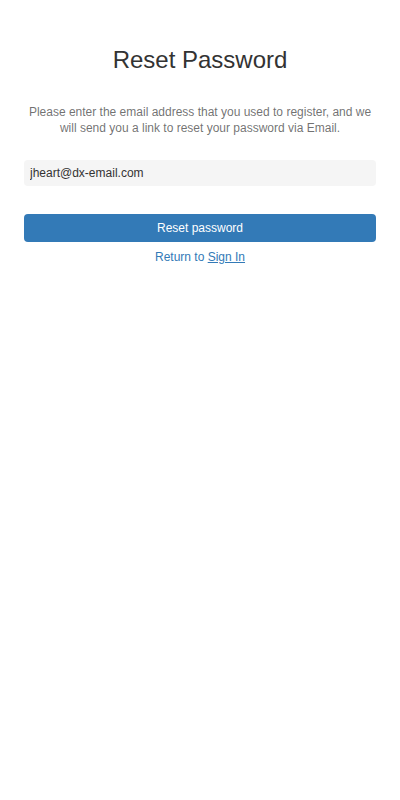 Reset Password
Please enter the email address that you used to register, and we
will send you a link to reset your password via Email.
jheart@dx-email.com
Reset password
Return to Sign In